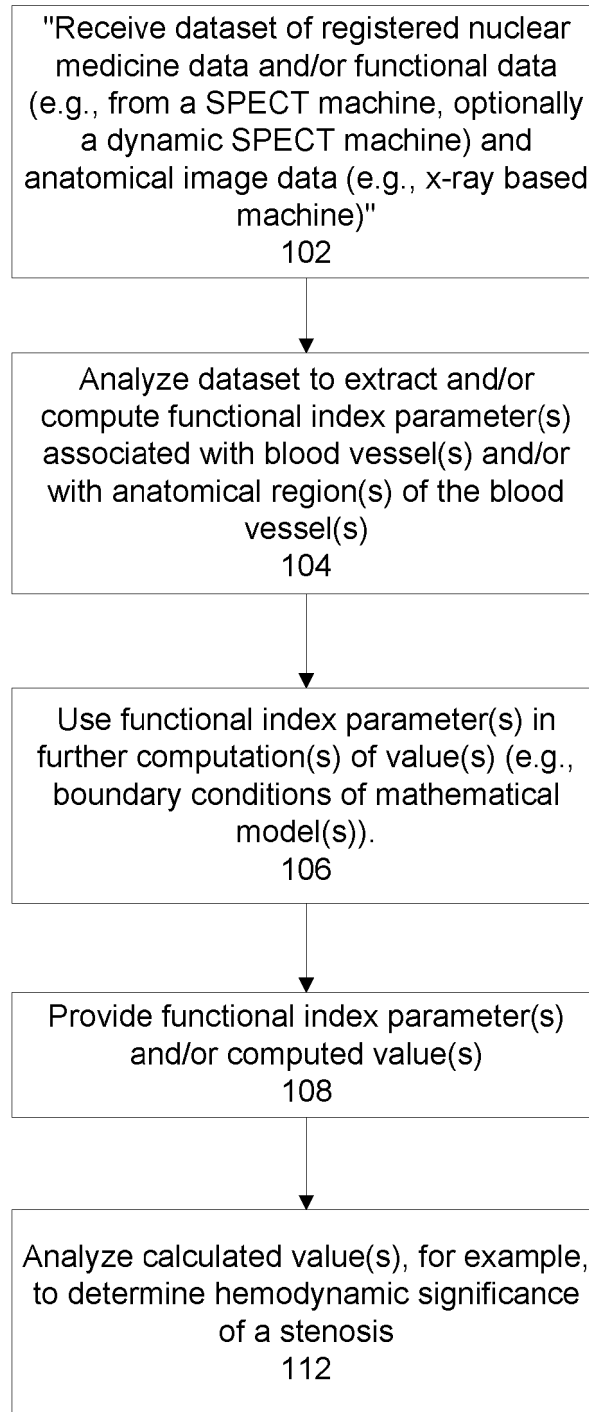 "Receive dataset of registered nuclear
medicine data and/or functional data
(e.g., from a SPECT machine, optionally
a dynamic SPECT machine) and
anatomical image data (e.g., x-ray based
machine)"
102
Analyze dataset to extract and/or
compute functional index parameter(s)
associated with blood vessel(s) and/or
with anatomical region(s) of the blood
vessel(s)
104
Use functional index parameter(s) in
further computation(s) of value(s) (e.g.,
boundary conditions of mathematical
model(s)).
106
Provide functional index parameter(s)
and/or computed value(s)
108
Analyze calculated value(s), for example,
to determine hemodynamic significance
of a stenosis
112